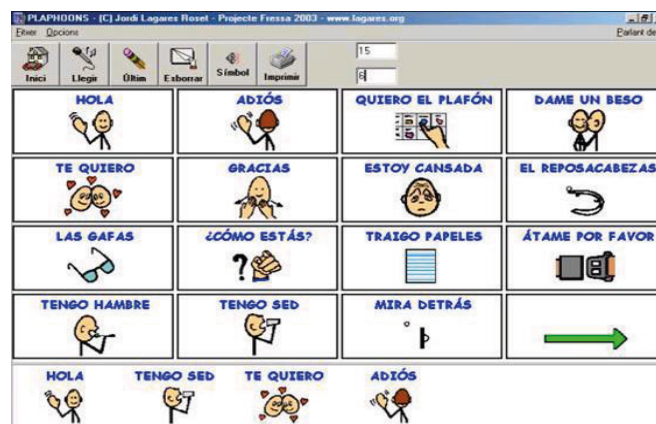 PLAPHOONS - (C) Jordi Lagares Roset - Projecte Fressa 2003 - www.lagares.org
Fitxer Opcions Parlant de
Inici Llegir Últim Esborrar Símbol Imprimir
15
6
HOLA ADIÓS QUIERO EL PLAFÓN DAME UN BESO
TE QUIERO GRACIAS ESTOY CANSADA EL REPOSACABEZAS
LAS GAFAS ¿CÓMO ESTÁS? TRAIGO PAPELES ÁTAME POR FAVOR
TENGO HAMBRE TENGO SED MIRA DETRÁS
HOLA TENGO SED TE QUIERO ADIÓS